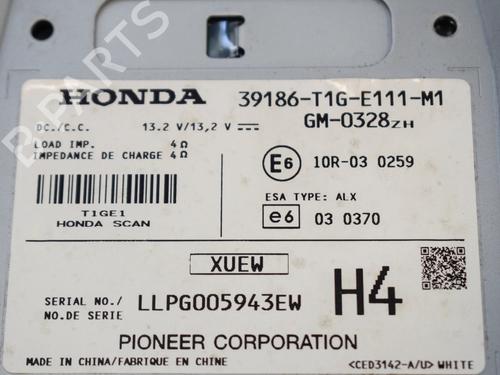 B-PARTS
HONDA 39186-T1G-E111-M1
GM-0328ZH
DC./C.C. 13.2 V/13,2 V
LOAD IMP. 4Ω
IMPEDANCE DE CHARGE 4Ω
E6 10R-03 0259
ESA TYPE: ALX
T1GE1
HONDA SCAN
e6 03 0370
XUEW
H4
SERIAL NO./
NO.DE SERIE LLPG005943EW
PIONEER CORPORATION
MADE IN CHINA/FABRIQUE EN CHINE <CED3142-A/U> WHITE